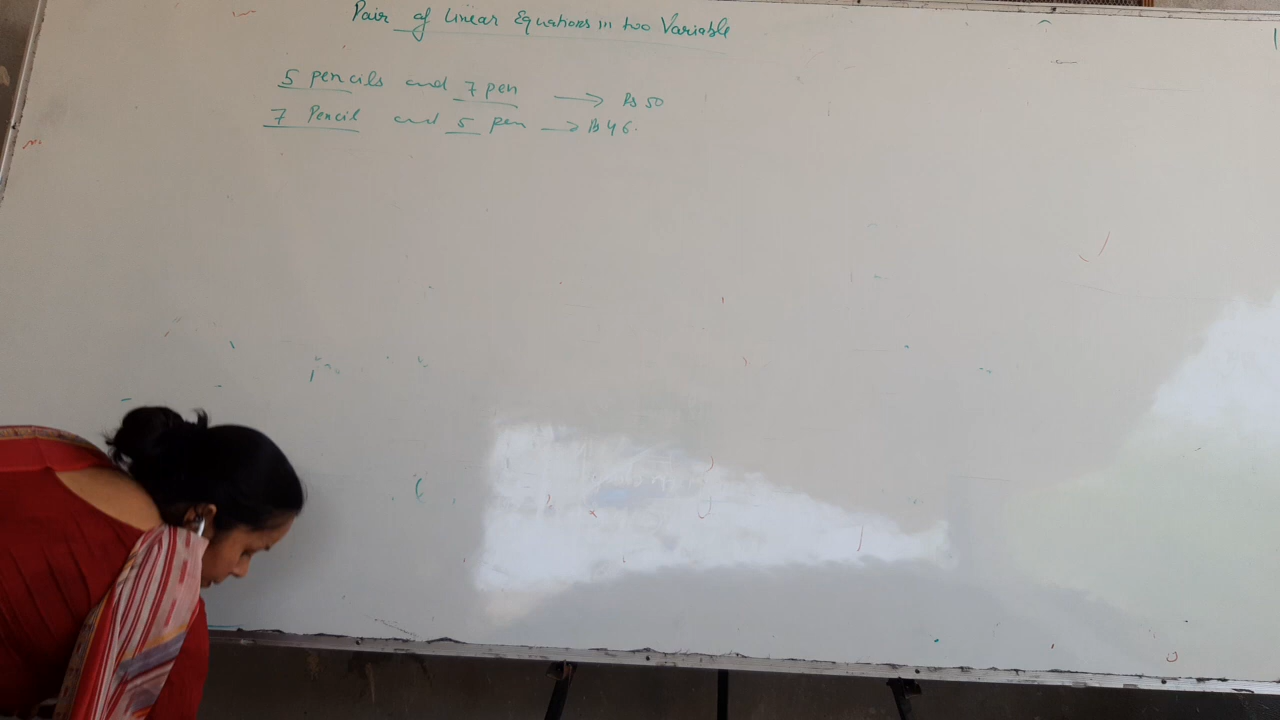 Pair of Linear Equations in two Variable
5 pencils and 7 pen → Rs 50
7 Pencil and 5 pen → Rs 46.